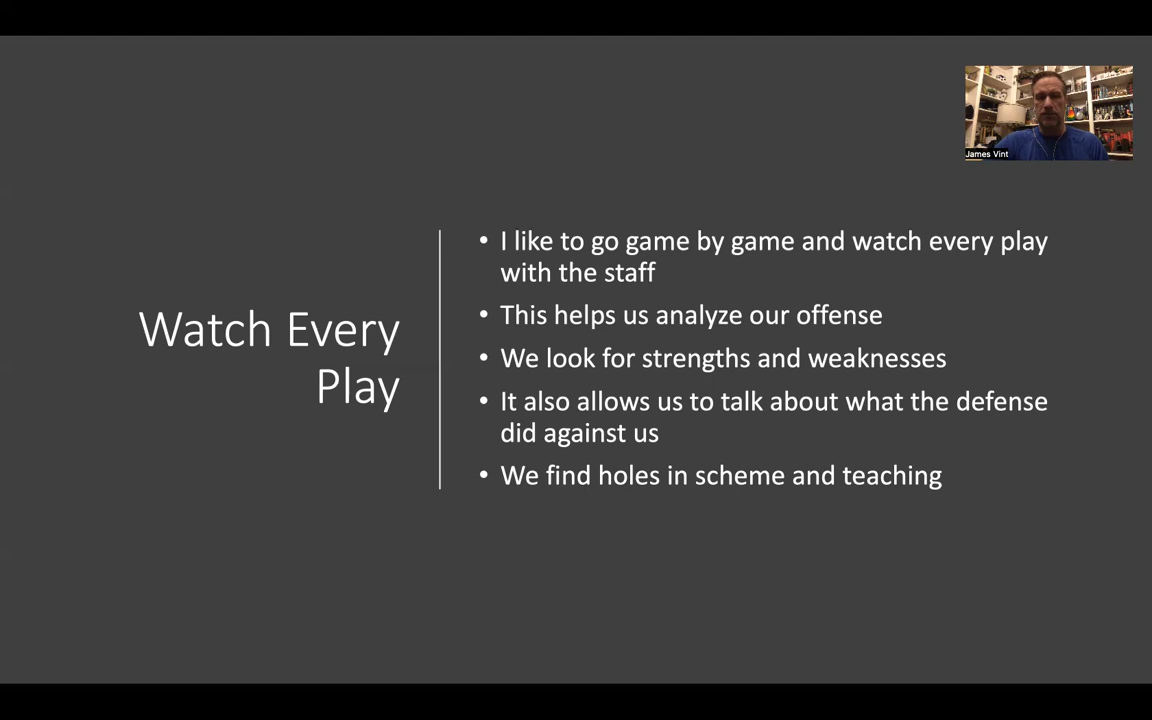 James Vint
Watch Every
Play
• I like to go game by game and watch every play
with the staff
• This helps us analyze our offense
• We look for strengths and weaknesses
• It also allows us to talk about what the defense
did against us
• We find holes in scheme and teaching